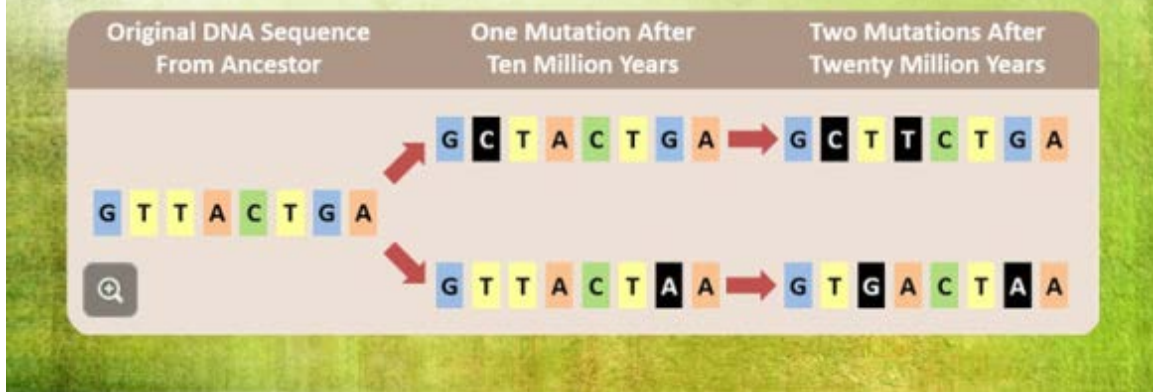 Original DNA Sequence
From Ancestor
One Mutation After
Ten Million Years
Two Mutations After
Twenty Million Years
G T T A C T G A
G C T A C T G A
G C T T C T G A
G T T A C T A A
G T G A C T A A